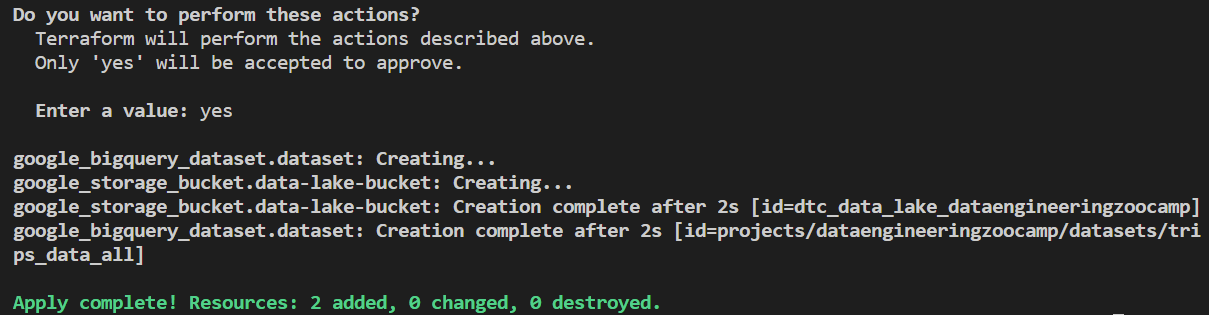 Do you want to perform these actions?
Terraform will perform the actions described above.
Only 'yes' will be accepted to approve.
Enter a value: yes
google_bigquery_dataset.dataset: Creating...
google_storage_bucket.data-lake-bucket: Creating...
google_storage_bucket.data-lake-bucket: Creation complete after 2s [id=dtc_data_lake_dataengineeringzoocamp]
google_bigquery_dataset.dataset: Creation complete after 2s [id=projects/dataengineeringzoocamp/datasets/tri
ps_data_all]
Apply complete! Resources: 2 added, 0 changed, 0 destroyed.